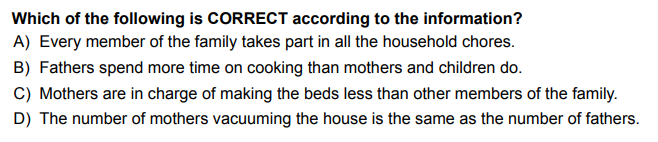 Which of the following is CORRECT according to the information?
A) Every member of the family takes part in all the household chores.
B) Fathers spend more time on cooking than mothers and children do.
C) Mothers are in charge of making the beds less than other members of the family.
D) The number of mothers vacuuming the house is the same as the number of fathers.